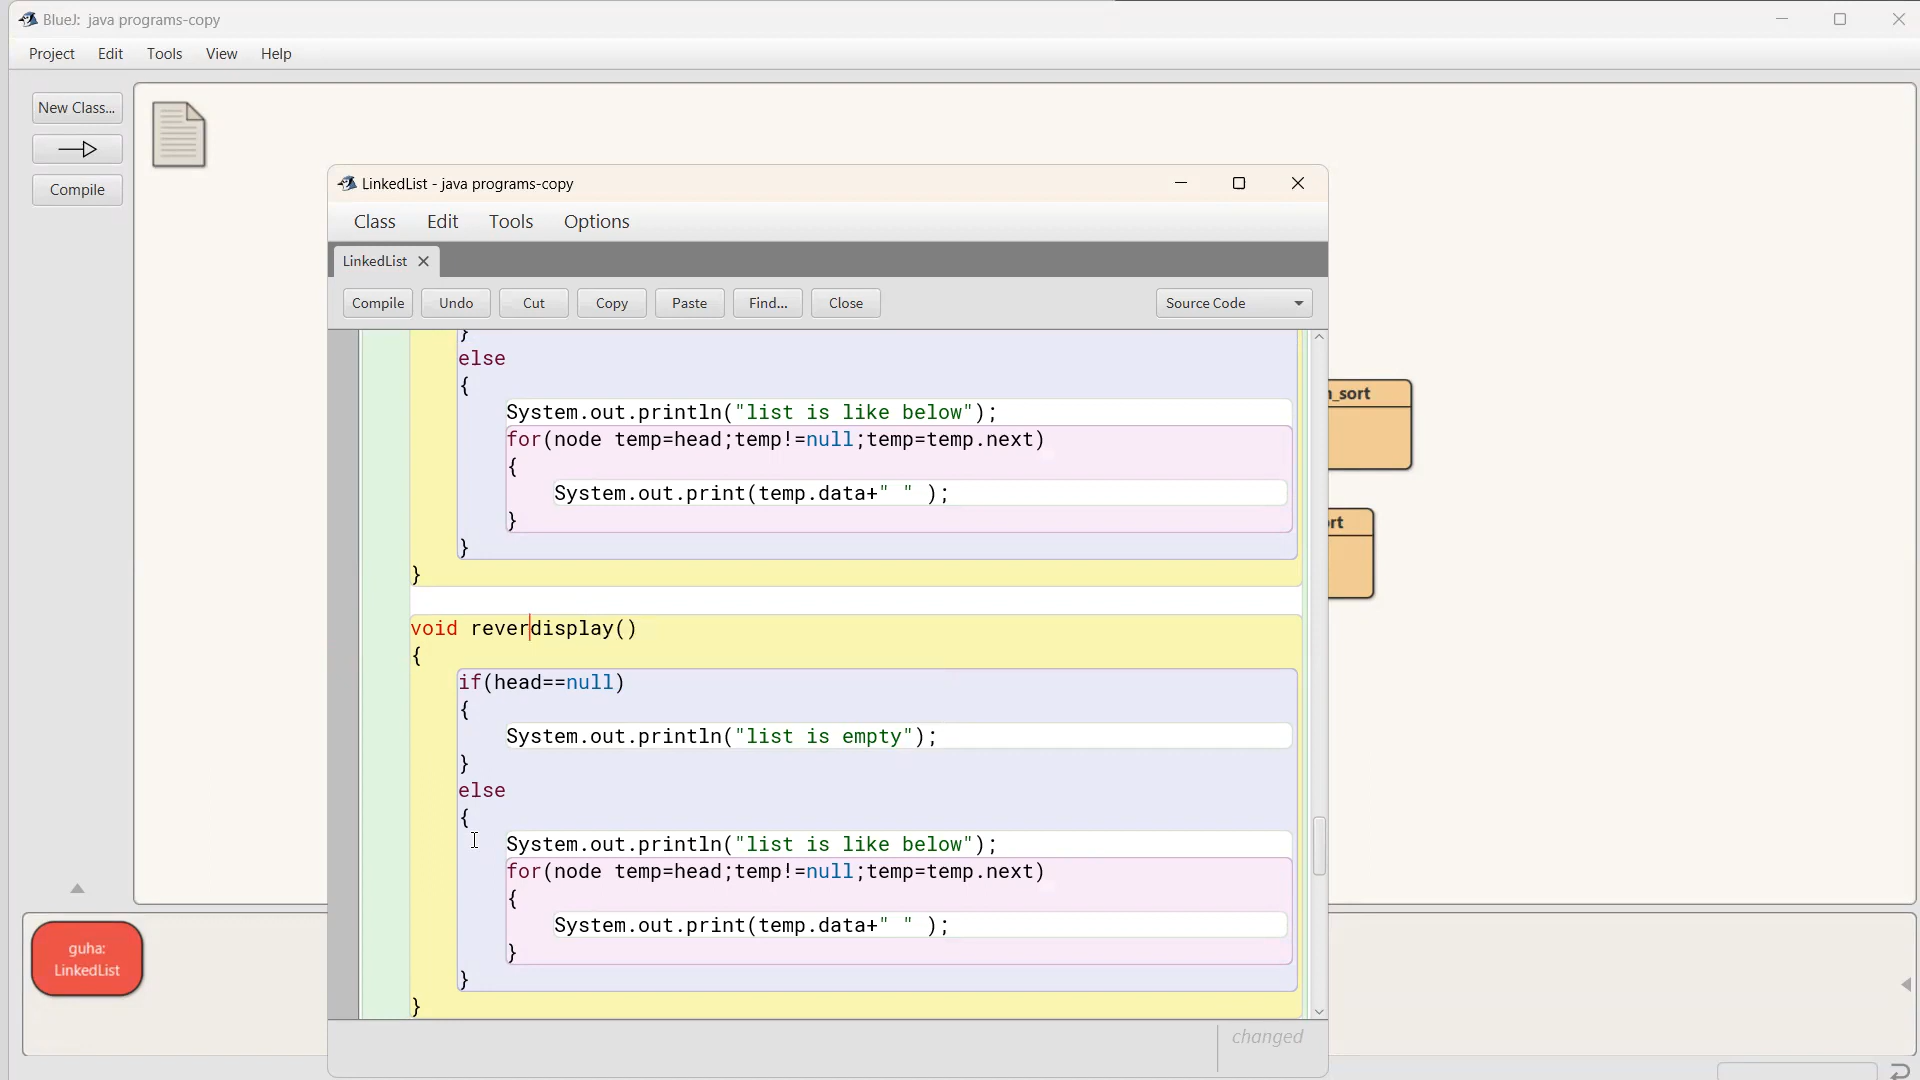 BlueJ: java programs-copy
Project Edit Tools View Help
New Class...
Compile
LinkedList - java programs-copy
Class Edit Tools Options
LinkedList
Compile Undo Cut Copy Paste Find... Close Source Code
}
else
{
System.out.println("list is like below");
for(node temp=head;temp!=null;temp=temp.next)
{
System.out.print(temp.data+" " );
}
}
}
void reverdisplay()
{
if(head==null)
{
System.out.println("list is empty");
}
else
{
System.out.println("list is like below");
for(node temp=head;temp!=null;temp=temp.next)
{
System.out.print(temp.data+" " );
}
}
}
changed
_sort
rt
guha:
LinkedList